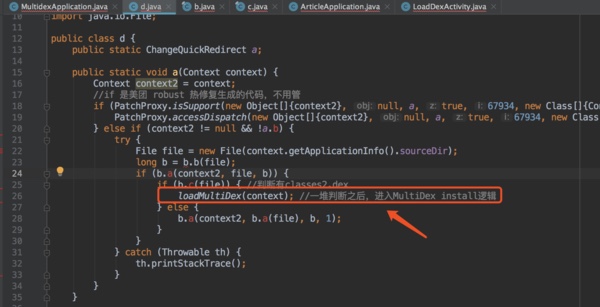 MultidexApplication.java d.java b.java c.java ArticleApplication.java LoadDexActivity.java
10 import java.io.File;
12 public class d {
13 public static ChangeQuickRedirect a;
14
15 public static void a(Context context) {
16 Context context2 = context;
17 //if 是美团 robust 热修复生成的代码、不用管
18 if (PatchProxy.isSupport(new Object[]{context2}, obj: null, a, z: true, i: 67934, new Class[]{Con
19 PatchProxy.accessDispatch(new Object[]{context2}, obj: null, a, z: true, i: 67934, new Class[
20 } else if (context2 != null && !a.b) {
21 try {
22 File file = new File(context.getApplicationInfo().sourceDir);
23 long b = b.b(file);
24 if (b.a(context2, file, b)) {
25 if (b.c(file)) { //判断有classes2.dex
26 loadMultiDex(context); //一堆判断之后，进入MultiDex install逻辑
27 } else {
28 b.a(context2, b.a(file), b, 1);
29 }
30 }
31 } catch (Throwable th) {
32 th.printStackTrace();
33 }
34 }
35 }